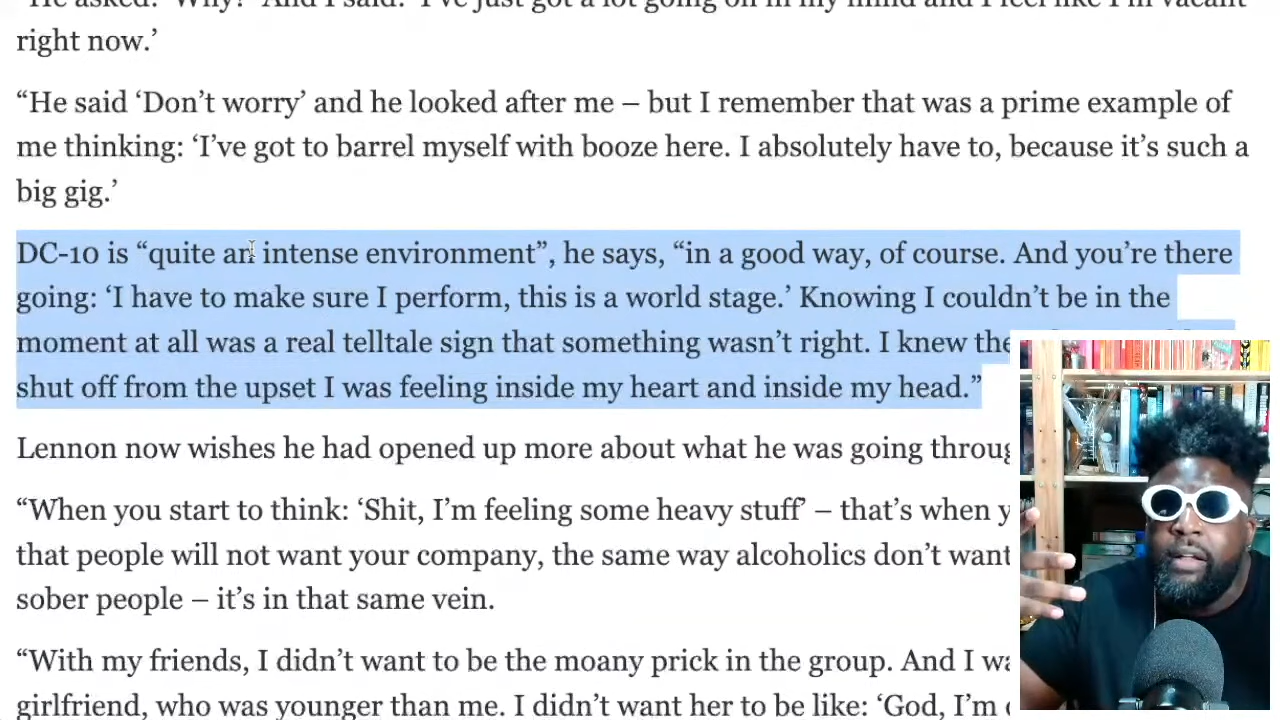 right now.’
“He said ‘Don’t worry’ and he looked after me – but I remember that was a prime example of
me thinking: ‘I’ve got to barrel myself with booze here. I absolutely have to, because it’s such a
big gig.’
DC-10 is “quite an intense environment”, he says, “in a good way, of course. And you’re there
going: ‘I have to make sure I perform, this is a world stage.’ Knowing I couldn’t be in the
moment at all was a real telltale sign that something wasn’t right. I knew
shut off from the upset I was feeling inside my heart and inside my head.”
Lennon now wishes he had opened up more about what he was going
“When you start to think: ‘Shit, I’m feeling some heavy stuff’ – that’s when
that people will not want your company, the same way alcoholics don’t want
sober people – it’s in that same vein.
“With my friends, I didn’t want to be the moany prick in the group. And I
girlfriend, who was younger than me. I didn’t want her to be like: ‘God, I’m